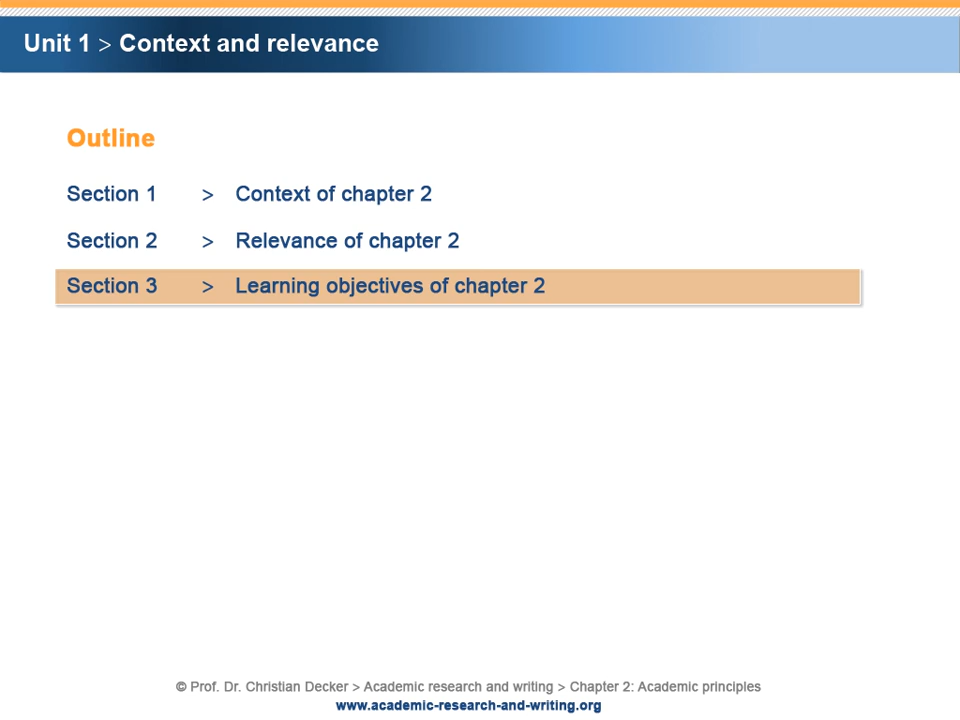 Unit 1 > Context and relevance
Outline
Section 1 > Context of chapter 2
Section 2 > Relevance of chapter 2
Section 3 > Learning objectives of chapter 2
© Prof. Dr. Christian Decker > Academic research and writing > Chapter 2: Academic principles
www.academic-research-and-writing.org